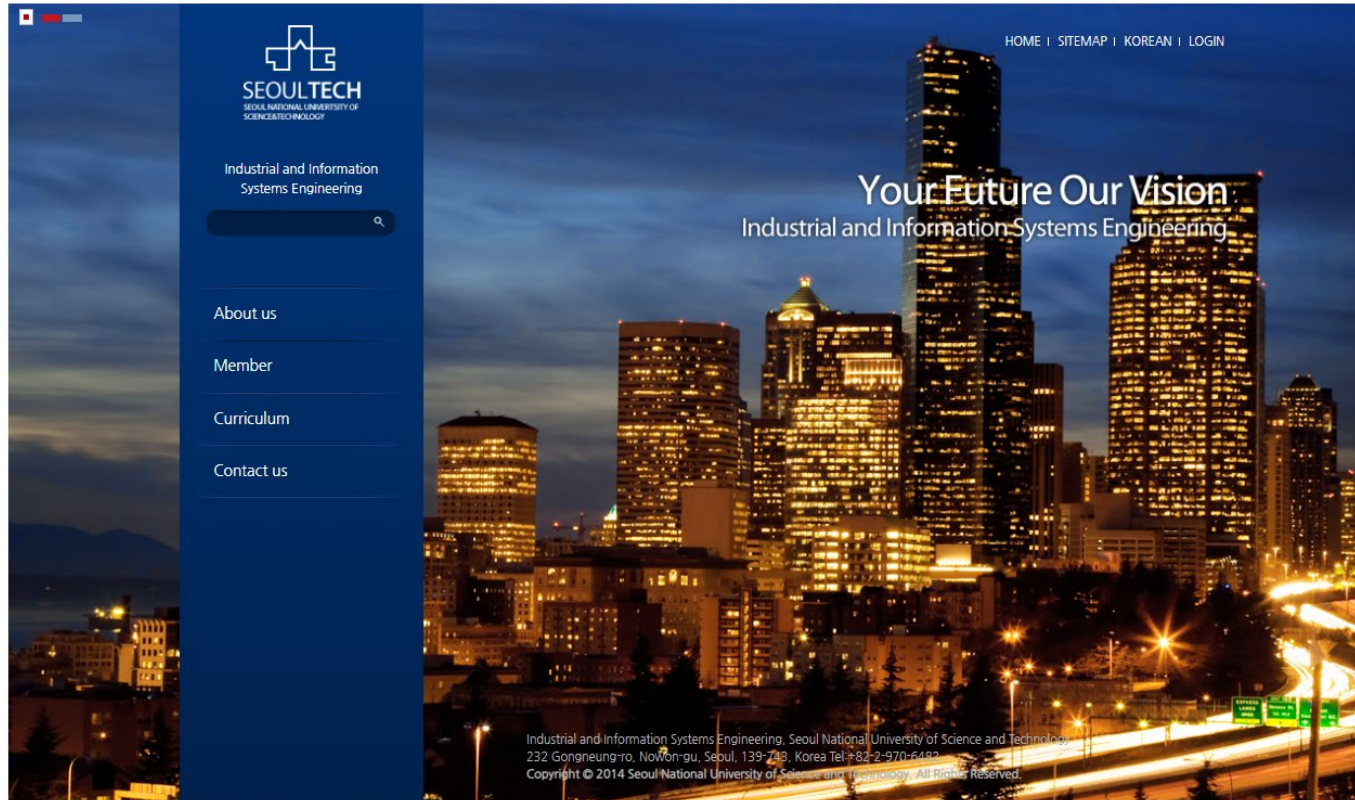 HOME | SITEMAP | KOREAN | LOGIN
SEOULTECH
SEOUL NATIONAL UNIVERTSITY OF
SCIENCE&TECHNOLOGY
Industrial and Information
Systems Engineering
About us
Member
Curriculum
Contact us
Your Future Our Vision
Industrial and Information Systems Engineering
EXPRESS
LANES
OPEN
Industrial and Information Systems Engineering, Seoul National University of Science and Technology
232 Gongneung-ro, Nowon-gu, Seoul, 139-743, Korea Tel:+82-2-970-6482
Copyright © 2014 Seoul National University of Science and Technology. All Rights Reserved.